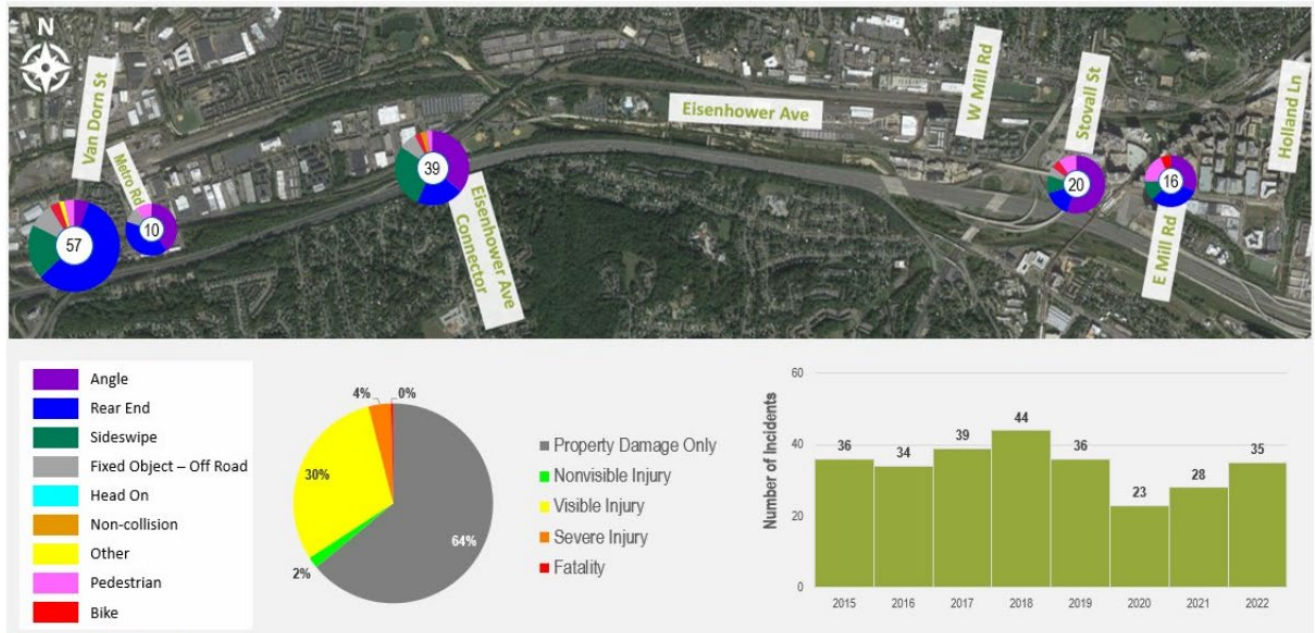 N
Van Dorn St
Metro Rd
Eisenhower Ave
Connector
Eisenhower Ave
W Mill Rd
Stovall St
E Mill Rd
Holland Ln
57
10
39
20
16
Angle
Rear End
Sideswipe
Fixed Object – Off Road
Head On
Non-collision
Other
Pedestrian
Bike
4%
0%
30%
64%
2%
Property Damage Only
Nonvisible Injury
Visible Injury
Severe Injury
Fatality
Number of Incidents
60
40
20
0
36
34
39
44
36
23
28
35
2015
2016
2017
2018
2019
2020
2021
2022